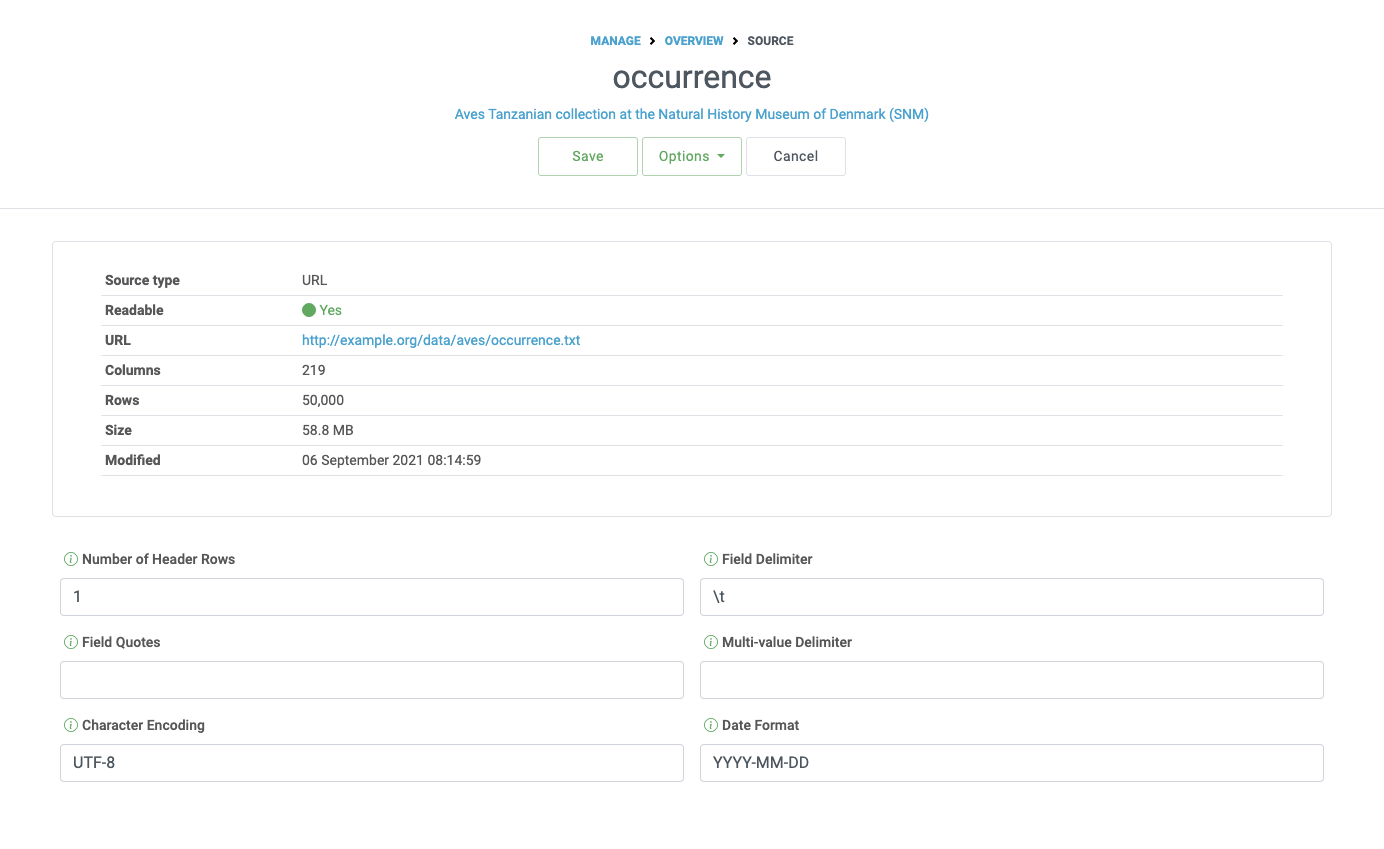 MANAGE > OVERVIEW > SOURCE
occurrence
Aves Tanzanian collection at the Natural History Museum of Denmark (SNM)
Save Options Cancel
Source type URL
Readable Yes
URL http://example.org/data/aves/occurrence.txt
Columns 219
Rows 50,000
Size 58.8 MB
Modified 06 September 2021 08:14:59
Number of Header Rows Field Delimiter
1 \t
Field Quotes Multi-value Delimiter
Character Encoding Date Format
UTF-8 YYYY-MM-DD